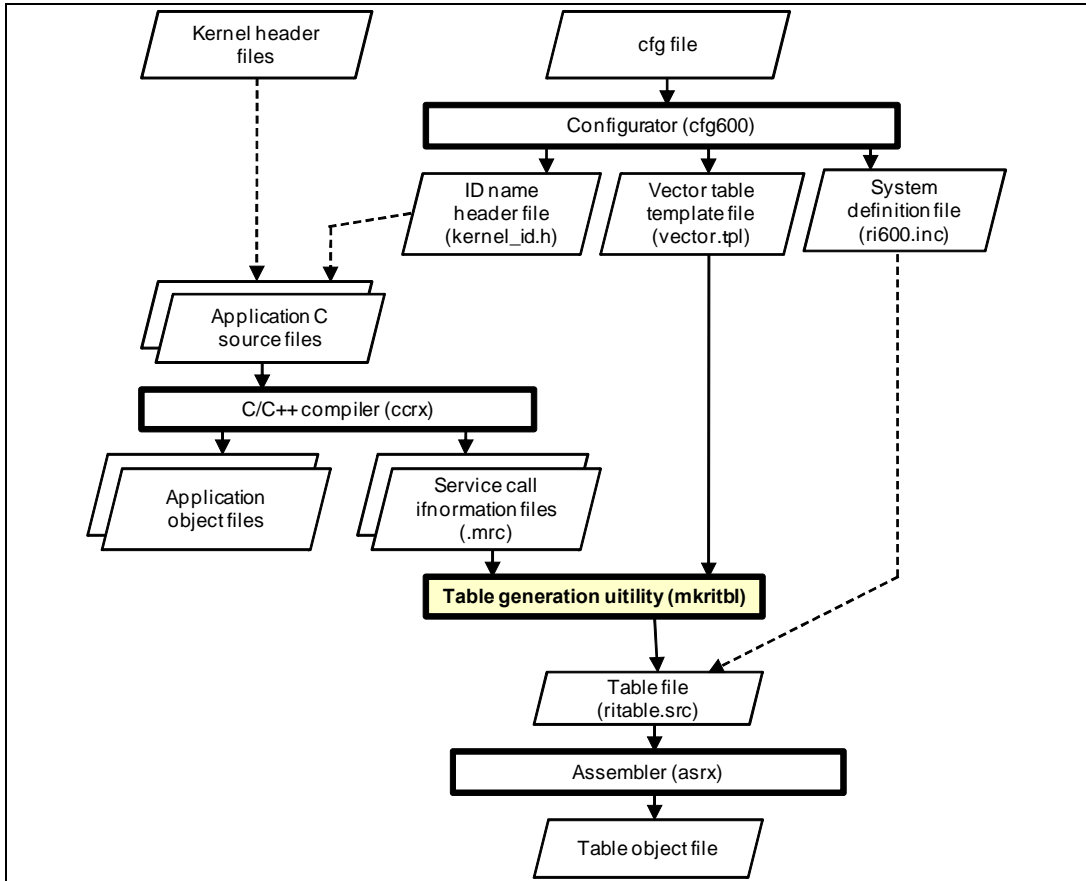 Kernel header
files
cfg file
Configurator (cfg600)
ID name
header file
(kernel_id.h)
Vector table
template file
(vector.tpl)
System
definition file
(ri600.inc)
Application C
source files
C/C++ compiler (ccrx)
Application
object files
Service call
ifnormation files
(.mrc)
Table generation uitility (mkritbl)
Table file
(ritable.src)
Assembler (asrx)
Table object file